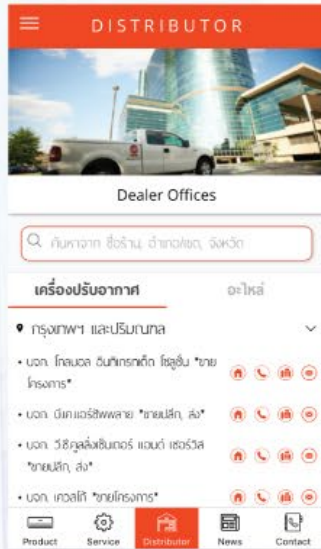 DISTRIBUTOR
Dealer Offices
ค้นหาจาก ชื่อร้าน, อำเภอ/เขต, จังหวัด
เครื่องปรับอากาศ
อะไหล่
กรุงเทพฯ และปริมณฑล
• บจก. โกลบอล อินทิเกรทเต็ด โซลูชั่น *ขาย
โครงการ*
• บจก. บีเคแอร์ซัพพลาย *ขายปลีก, ส่ง*
• บจก. วี.ซี.คูลลิ่งเซ็นเตอร์ แอนด์ เซอร์วิส
*ขายปลีก, ส่ง*
• บจก. เควสโก้ *ขายโครงการ*
Product
Service
Distributor
News
Contact